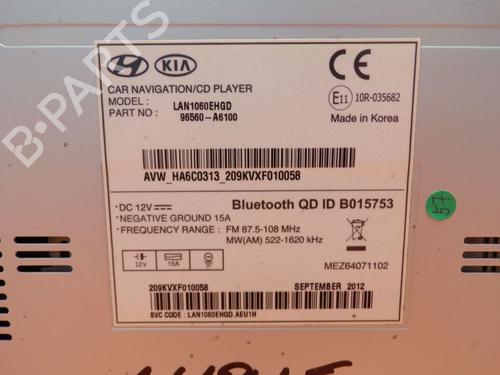 B-PARTS
KIA
CAR NAVIGATION/CD PLAYER
MODEL : LAN1060EHGD
PART NO : 96560-A6100
E11 10R-035682
Made in Korea
AVW_HA6C0313_209KVXF010058
* DC 12V
* NEGATIVE GROUND 15A
* FREQUENCY RANGE : FM 87.5-108 MHz
MW(AM) 522-1620 kHz
Bluetooth QD ID B015753
12V 15A
MEZ64071102
209KVXF010058
SEPTEMBER 2012
SVC CODE : LAN1060EHGD.AEU1H
57